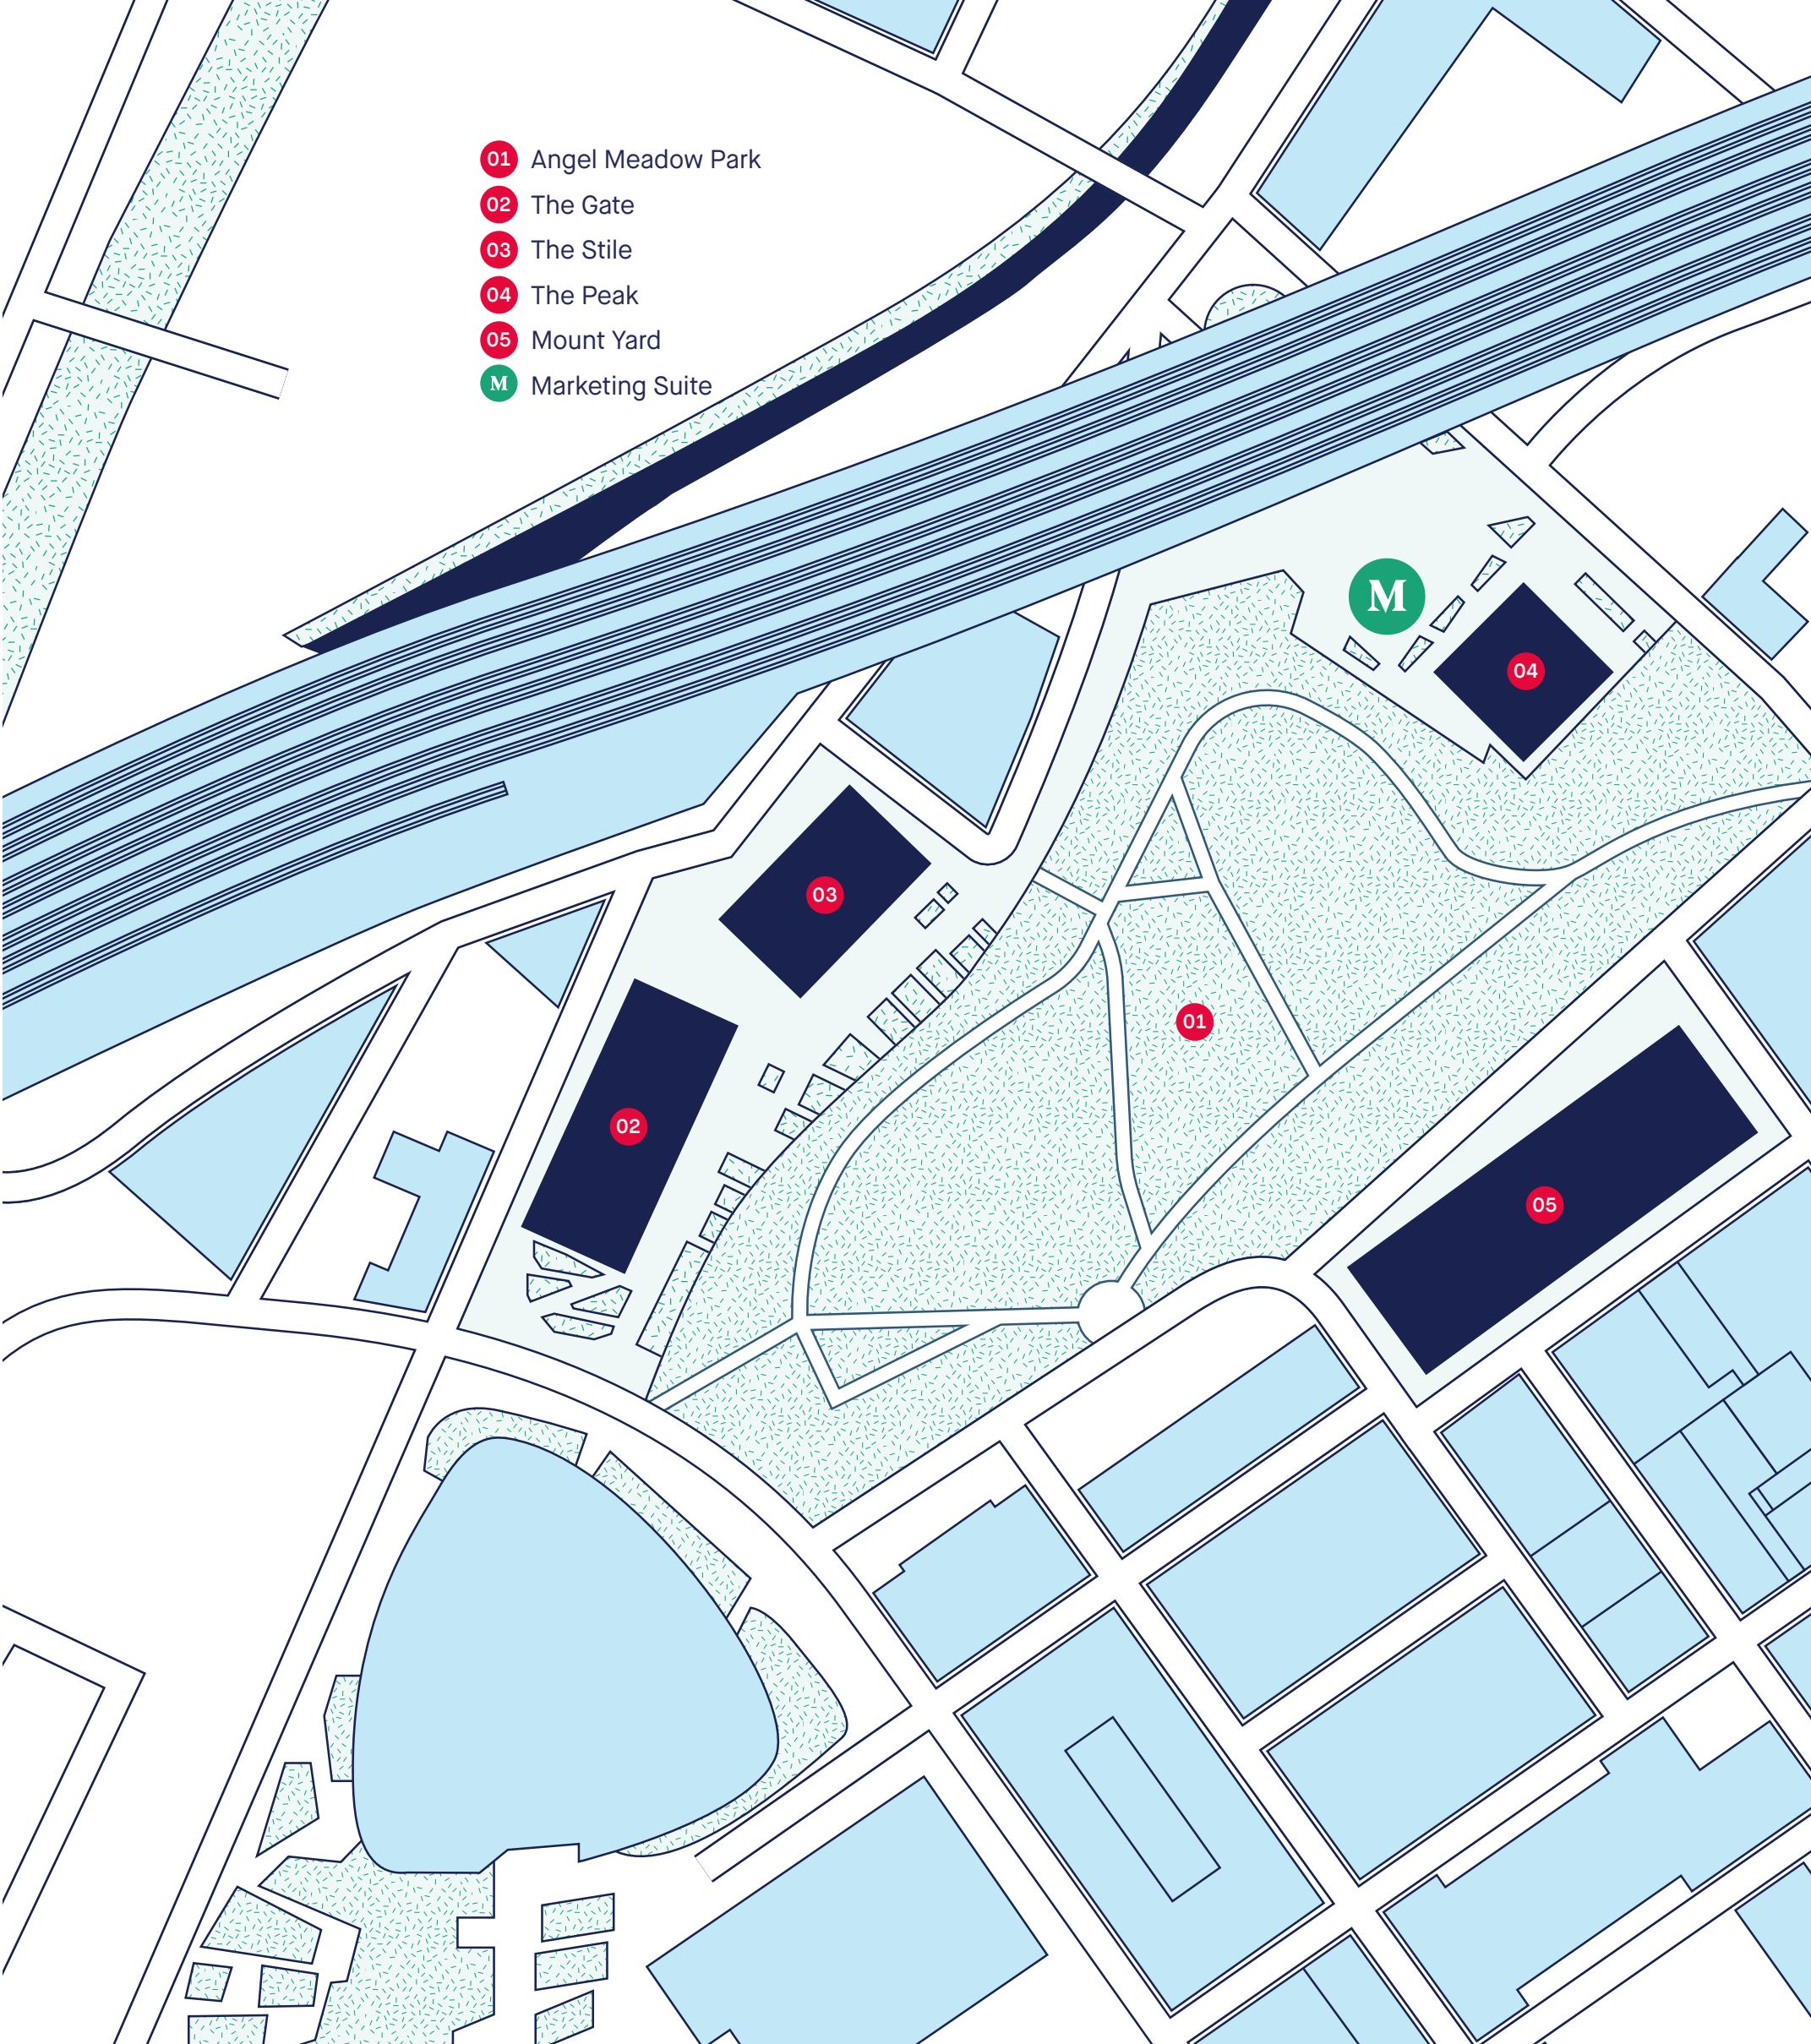 01 Angel Meadow Park
02 The Gate
03 The Stile
04 The Peak
05 Mount Yard
M Marketing Suite
M
04
03
01
02
05